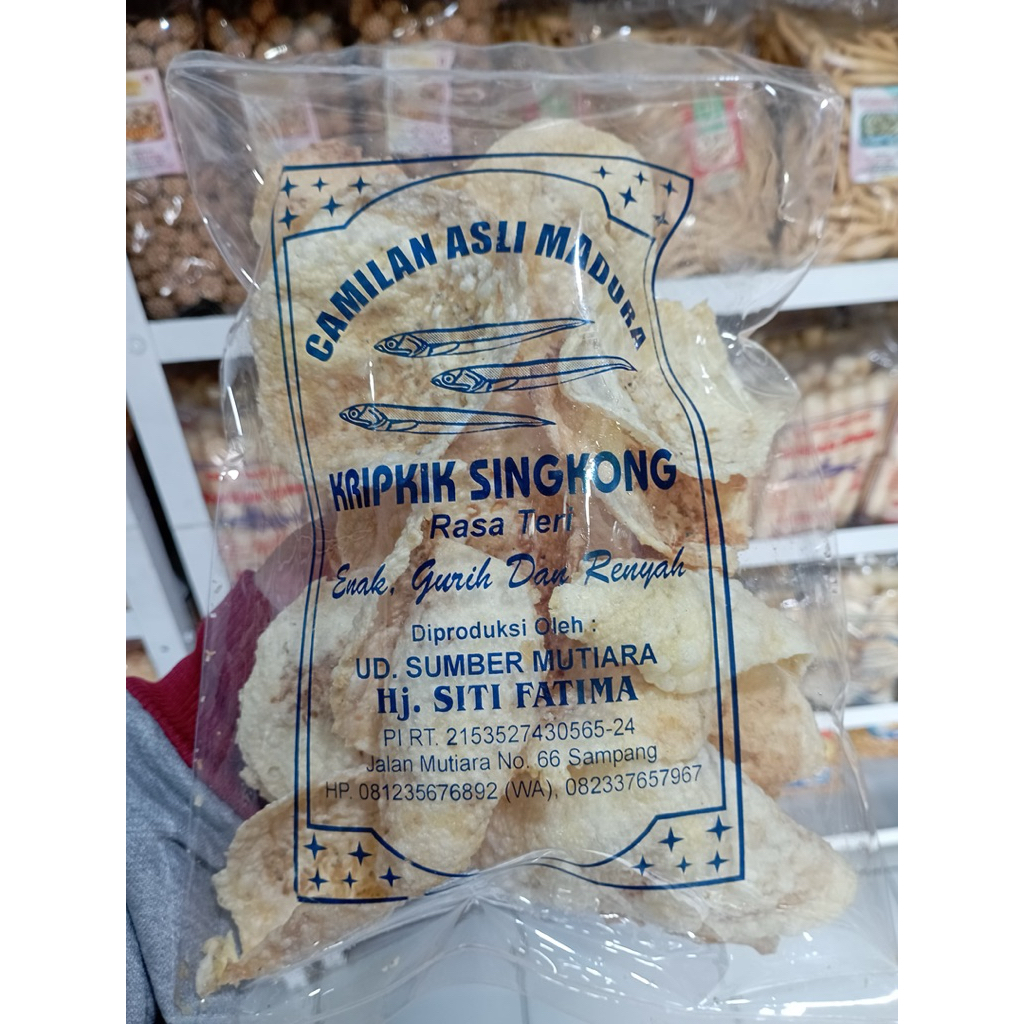 CAMILAN ASLI MADURA
KRIPKIK SINGKONG
Rasa Teri
Enak, Gurih Dan Renyah
Diproduksi Oleh :
UD. SUMBER MUTIARA
Hj. SITI FATIMA
PI RT. 2153527430565-24
Jalan Mutiara No. 66 Sampang
HP. 081235676892 (WA), 082337657967